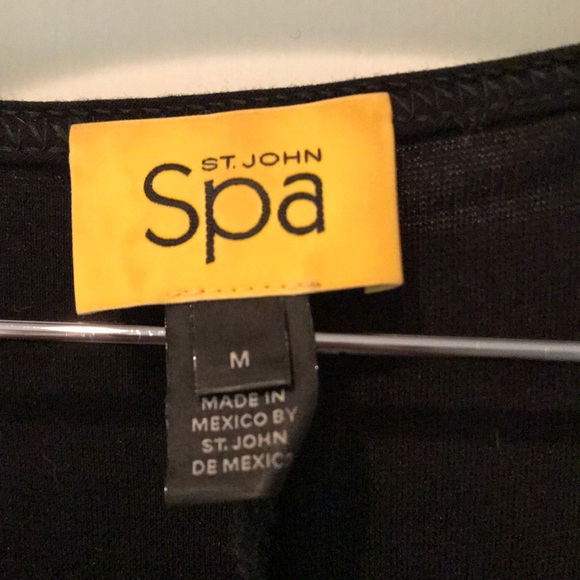 ST. JOHN
Spa
M
MADE IN
MEXICO BY
ST. JOHN
DE MEXICO